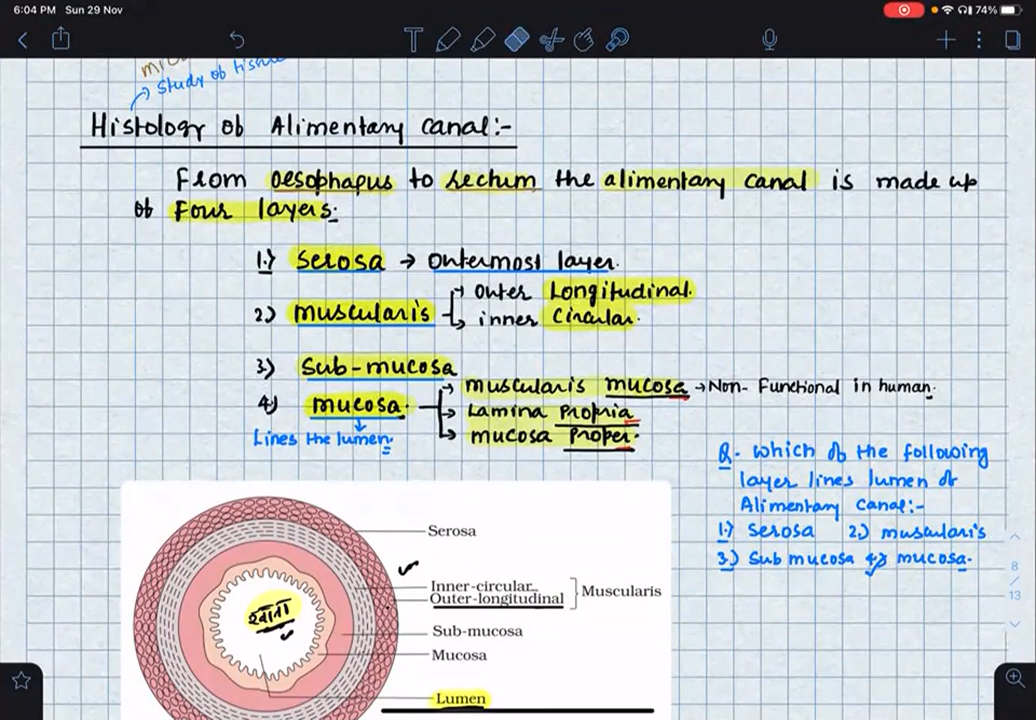 6:04 PM Sun 29 Nov
74%
Study of tissue
Histology of Alimentary canal:-
From oesophagus to rectum the alimentary canal is made up
of Four layers.
1.) Serosa → outermost layer.
2.) muscularis → outer Longitudinal.
→ inner Circular.
3.) Sub-mucosa
4.) mucosa. → muscularis mucosa → Non-Functional in human.
→ Lamina Propria
→ mucosa Proper.
Lines the lumen.
Q. which of the following
layer lines lumen of
Alimentary Canal:-
1.) Serosa 2.) muscularis
3.) Sub mucosa 4.) mucosa.
Serosa
Inner-circular
Outer-longitudinal
Muscularis
Sub-mucosa
Mucosa
Lumen
8
/
13